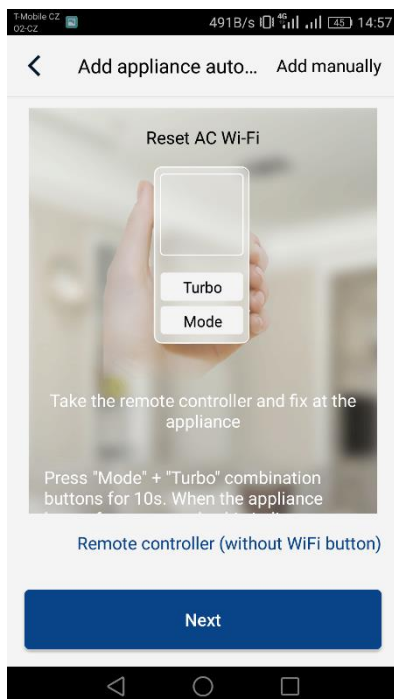 T-Mobile CZ
O2-CZ
491B/s 4G 45 14:57
Add appliance auto... Add manually
Reset AC Wi-Fi
Turbo
Mode
Take the remote controller and fix at the
appliance
Press "Mode" + "Turbo" combination
buttons for 10s. When the appliance
Remote controller (without WiFi button)
Next